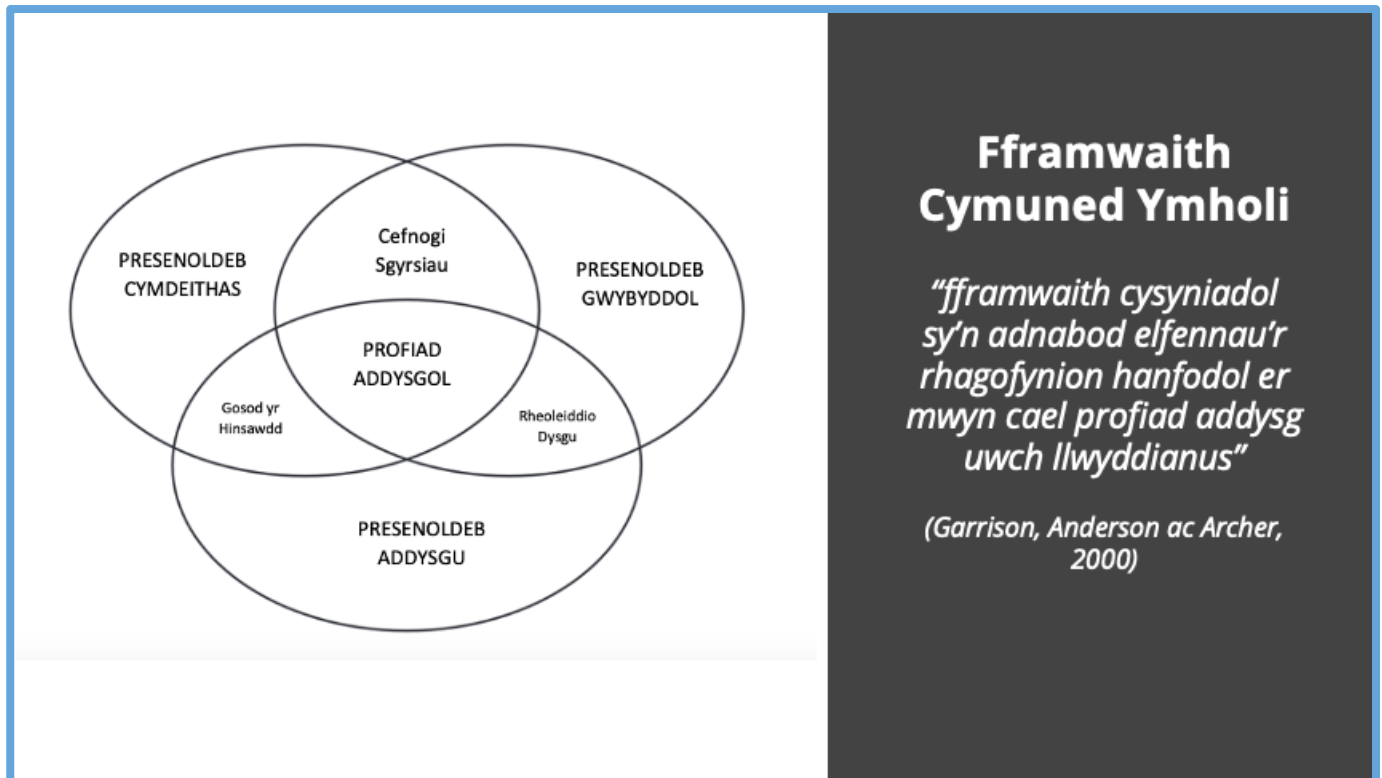 PRESENOLDEB
CYMDEITHAS
Cefnogi
Sgyrsiau
PRESENOLDEB
GWYBYDDOL
PROFIAD
ADDYSGOL
Gosod yr
Hinsawdd
Rheoleiddio
Dysgu
PRESENOLDEB
ADDYSGU
Fframwaith
Cymuned Ymholi
“fframwaith cysyniadol
sy’n adnabod elfennau’r
rhagofynion hanfodol er
mwyn cael profiad addysg
uwch llwyddianus”
(Garrison, Anderson ac Archer,
2000)